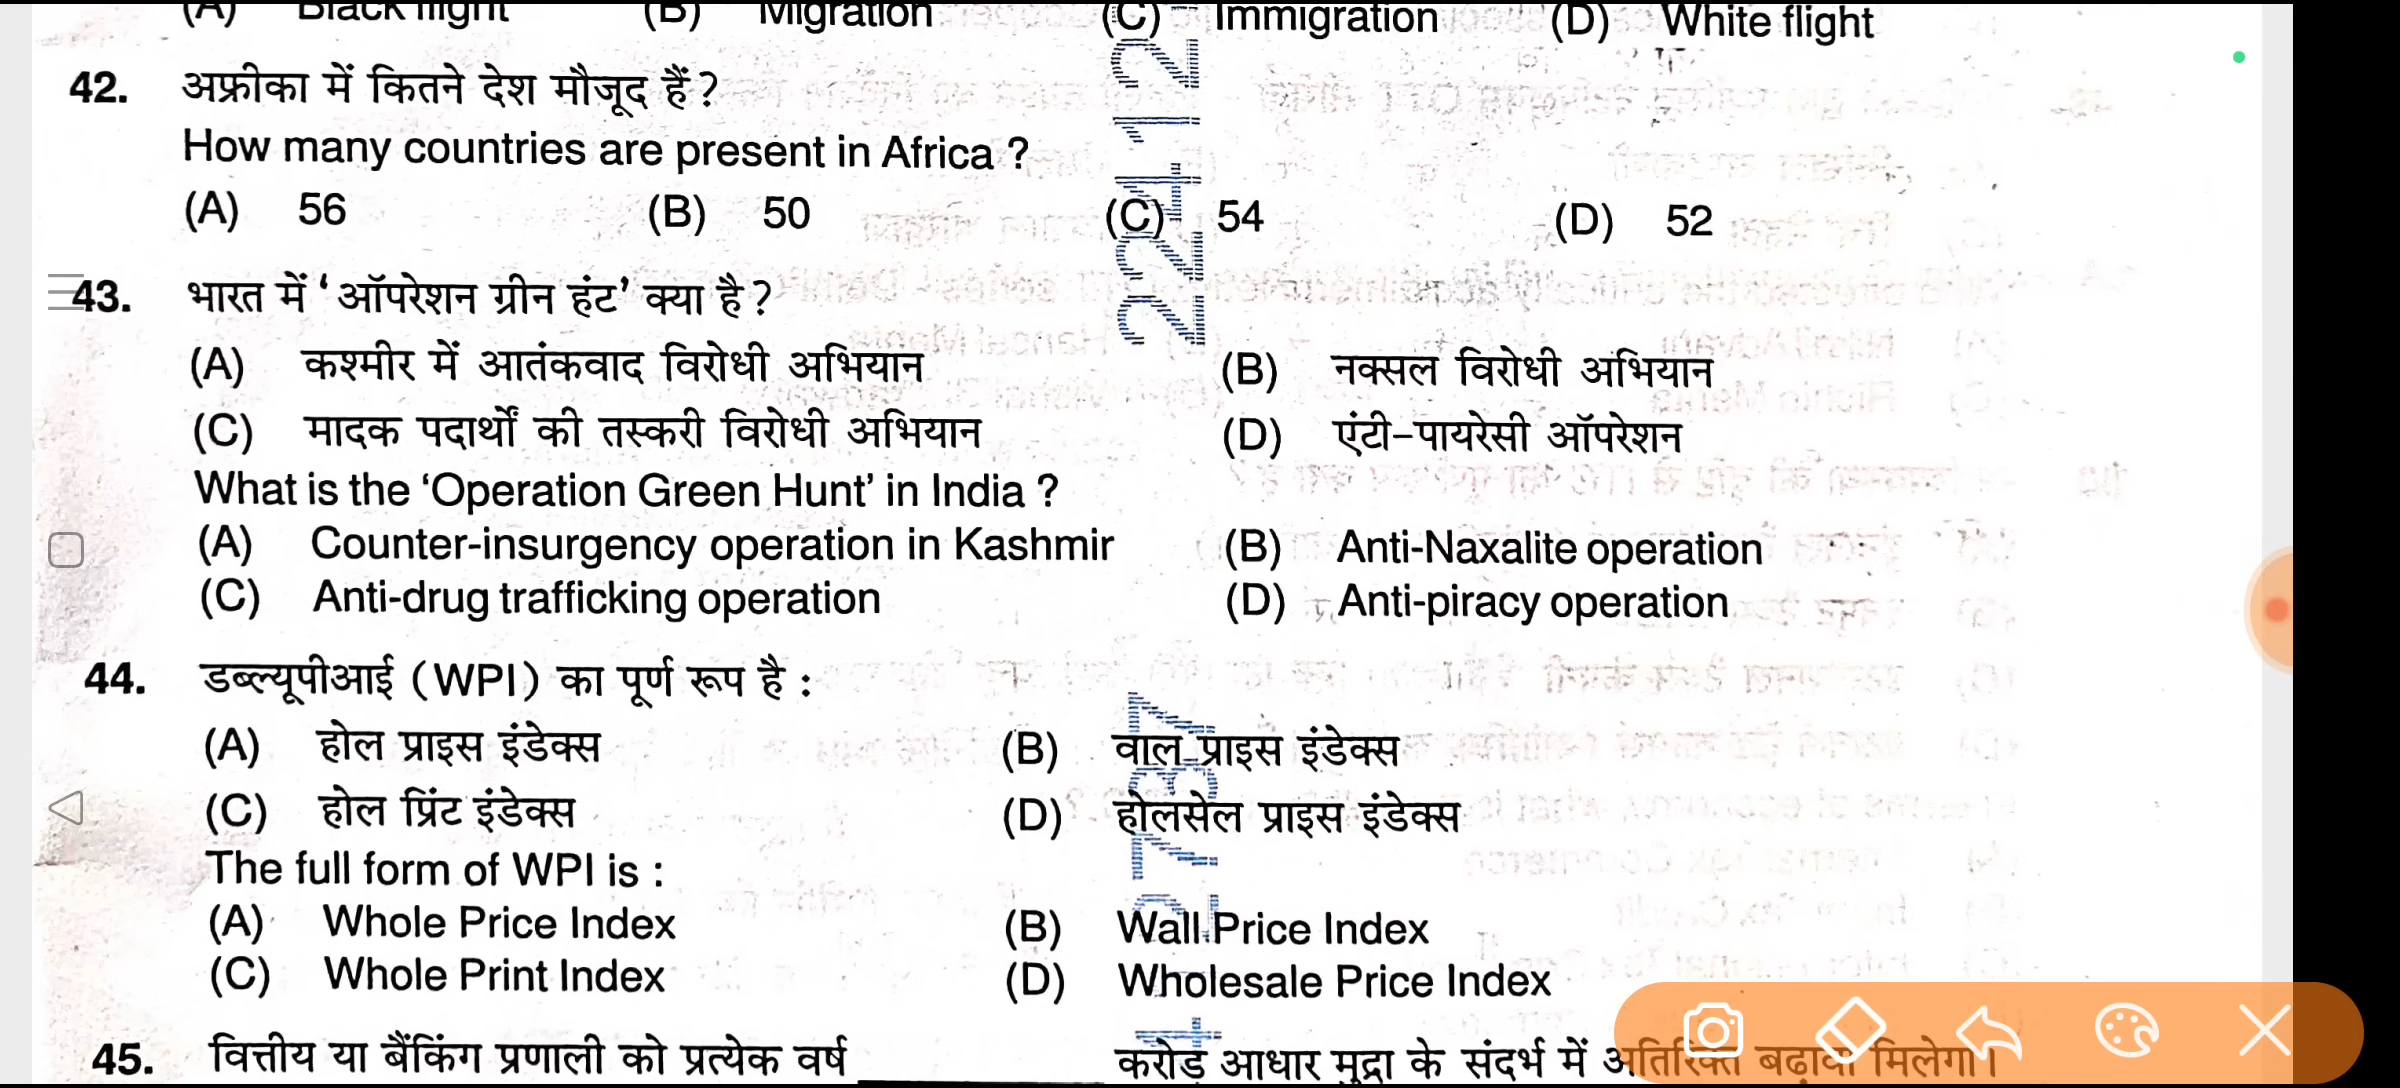 (A) Black flight (B) Migration (C) Immigration (D) White flight
42. अफ्रीका में कितने देश मौजूद हैं?
How many countries are present in Africa ?
(A) 56 (B) 50 (C) 54 (D) 52
43. भारत में ‘ऑपरेशन ग्रीन हंट’ क्या है?
(A) कश्मीर में आतंकवाद विरोधी अभियान (B) नक्सल विरोधी अभियान
(C) मादक पदार्थों की तस्करी विरोधी अभियान (D) एंटी-पायरेसी ऑपरेशन
What is the ‘Operation Green Hunt’ in India ?
(A) Counter-insurgency operation in Kashmir (B) Anti-Naxalite operation
(C) Anti-drug trafficking operation (D) Anti-piracy operation
44. डब्ल्यूपीआई (WPI) का पूर्ण रूप है :
(A) होल प्राइस इंडेक्स (B) वाल प्राइस इंडेक्स
(C) होल प्रिंट इंडेक्स (D) होलसेल प्राइस इंडेक्स
The full form of WPI is :
(A) Whole Price Index (B) Wall Price Index
(C) Whole Print Index (D) Wholesale Price Index
45. वित्तीय या बैंकिंग प्रणाली को प्रत्येक वर्ष ________ करोड़ आधार मुद्रा के संदर्भ में अतिरिक्त बढ़ावा मिलेगा।